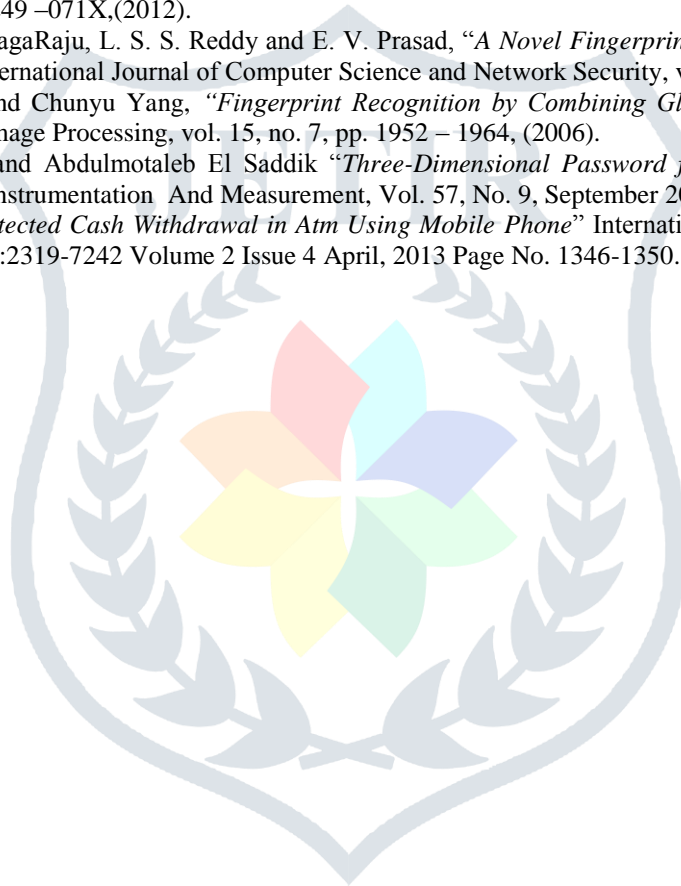 49 –071X,(2012).
agaRaju, L. S. S. Reddy and E. V. Prasad, “A Novel Fingerprin
ternational Journal of Computer Science and Network Security, v
nd Chunyu Yang, “Fingerprint Recognition by Combining Gl
mage Processing, vol. 15, no. 7, pp. 1952 – 1964, (2006).
and Abdulmotaleb El Saddik “Three-Dimensional Password f
nstrumentation And Measurement, Vol. 57, No. 9, September 20
tected Cash Withdrawal in Atm Using Mobile Phone” Internati
:2319-7242 Volume 2 Issue 4 April, 2013 Page No. 1346-1350.
JETIR